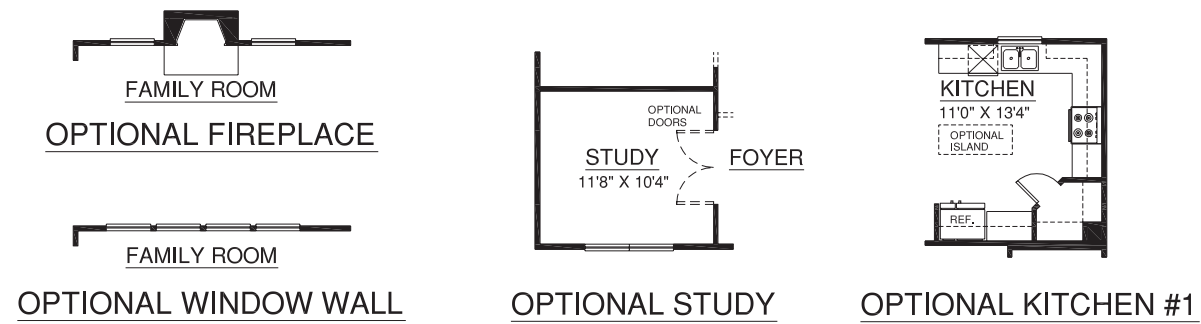 FAMILY ROOM
OPTIONAL FIREPLACE
FAMILY ROOM
OPTIONAL WINDOW WALL
OPTIONAL
DOORS
STUDY
11'8" X 10'4"
FOYER
OPTIONAL STUDY
KITCHEN
11'0" X 13'4"
OPTIONAL
ISLAND
REF.
OPTIONAL KITCHEN #1